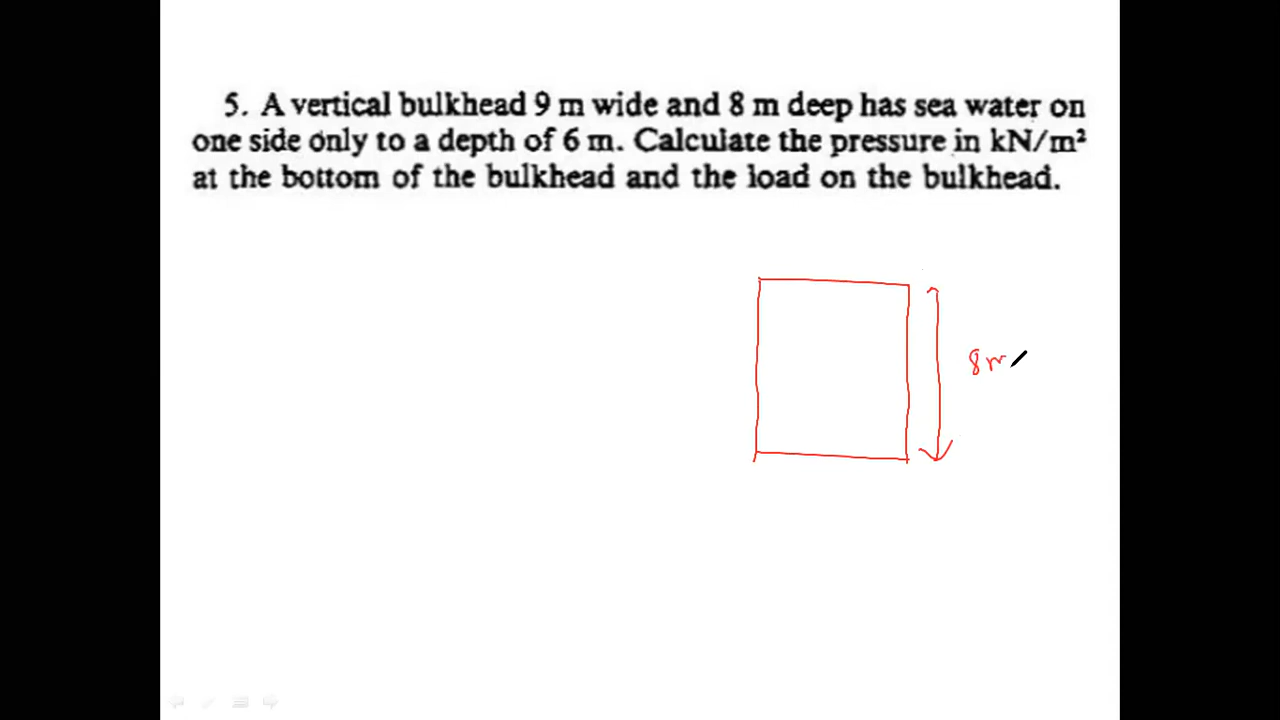 5. A vertical bulkhead 9 m wide and 8 m deep has sea water on
one side only to a depth of 6 m. Calculate the pressure in kN/m²
at the bottom of the bulkhead and the load on the bulkhead.
8m